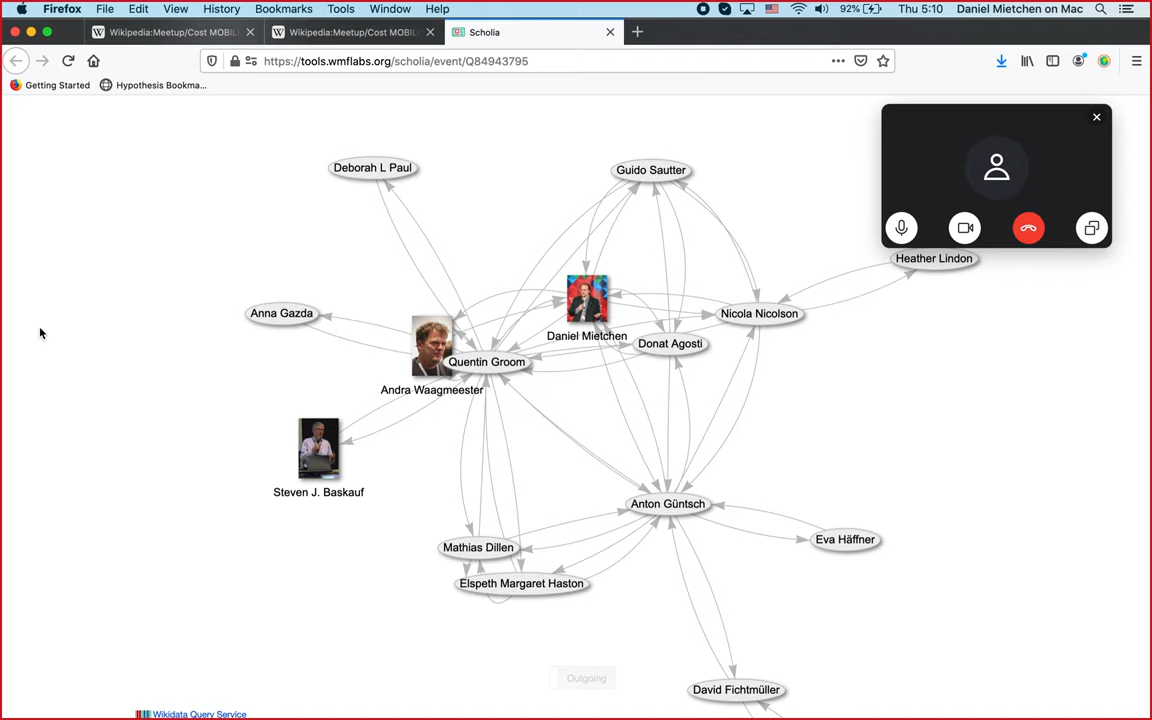 Firefox File Edit View History Bookmarks Tools Window Help 92% Thu 5:10 Daniel Mietchen on Mac
Wikipedia:Meetup/Cost MOBIL Wikipedia:Meetup/Cost MOBIL Scholia
https://tools.wmflabs.org/scholia/event/Q84943795
Getting Started Hypothesis Bookma...
Deborah L Paul
Guido Sautter
Heather Lindon
Anna Gazda
Nicola Nicolson
Daniel Mietchen
Donat Agosti
Quentin Groom
Andra Waagmeester
Steven J. Baskauf
Anton Güntsch
Eva Häffner
Mathias Dillen
Elspeth Margaret Haston
Outgoing
David Fichtmüller
Wikidata Query Service